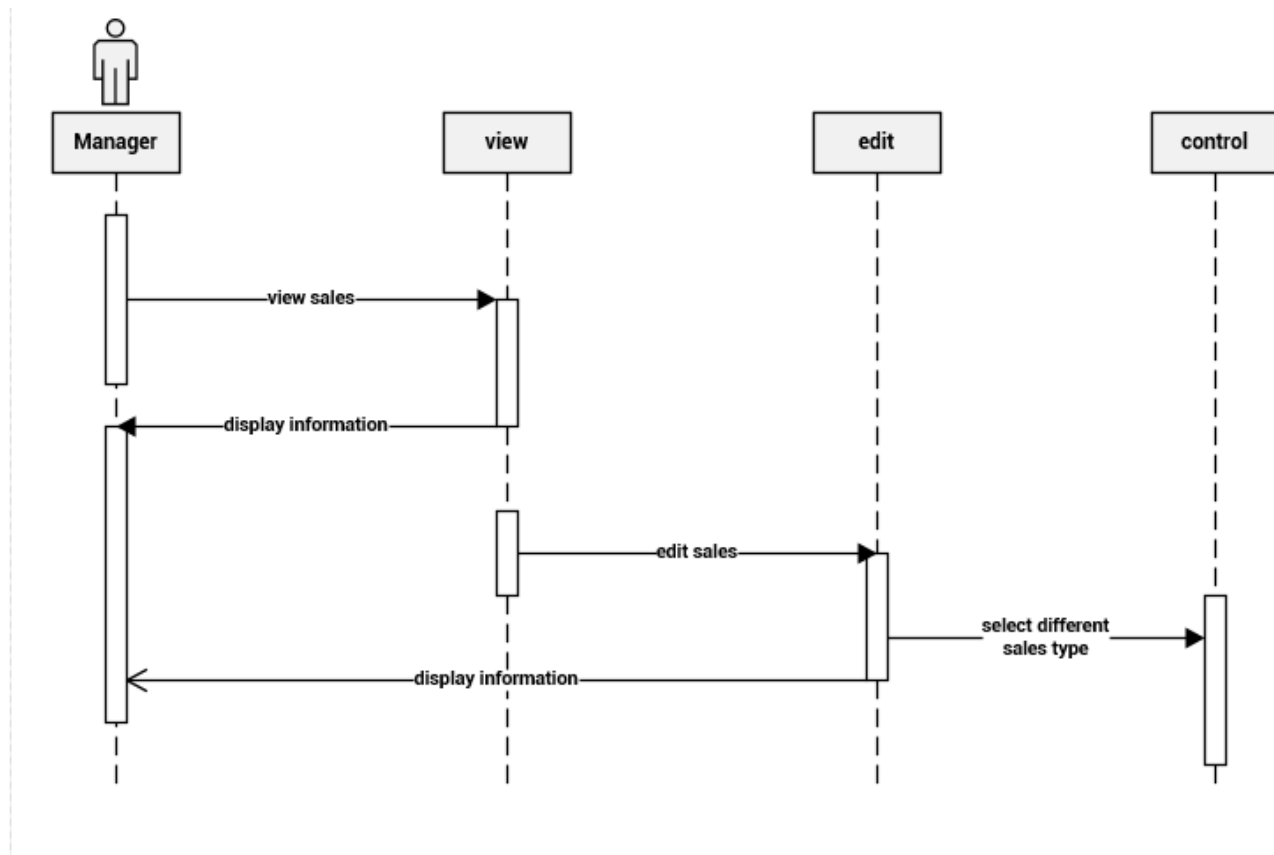 Manager
view
edit
control
view sales
display information
edit sales
select different
sales type
display information